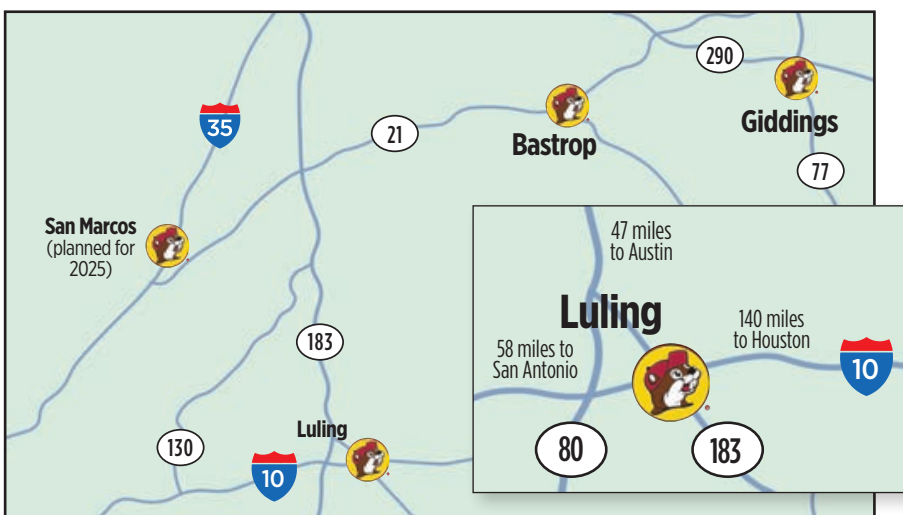 290
35
21
Bastrop
Giddings
77
San Marcos
(planned for
2025)
183
Luling
130
10
47 miles
to Austin
Luling
140 miles
to Houston
58 miles to
San Antonio
10
80
183